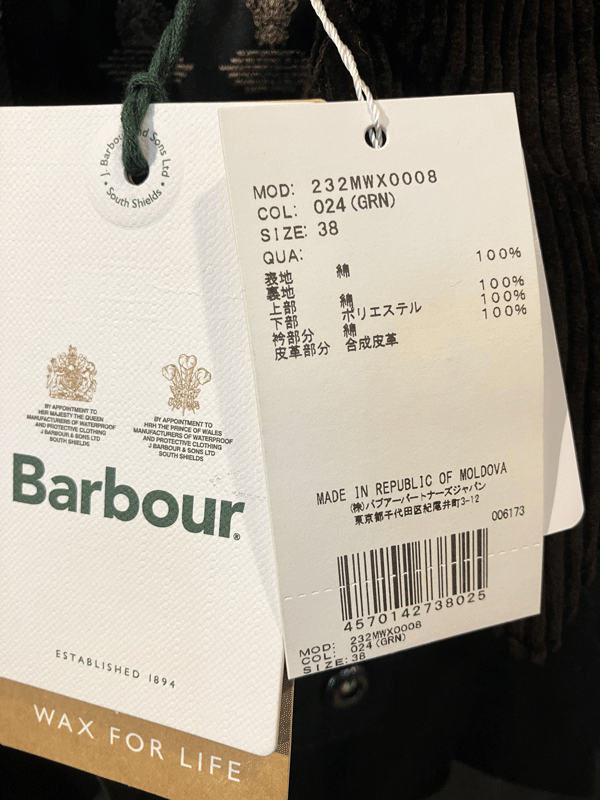 J. Barbour and Sons Ltd
• South Shields •
BY APPOINTMENT TO
HER MAJESTY THE QUEEN
MANUFACTURERS OF WATERPROOF
AND PROTECTIVE CLOTHING
J BARBOUR & SONS LTD
SOUTH SHIELDS
BY APPOINTMENT TO
HRH THE PRINCE OF WALES
MANUFACTURERS OF WATERPROOF
AND PROTECTIVE CLOTHING
J BARBOUR & SONS LTD
SOUTH SHIELDS
Barbour®
ESTABLISHED 1894
WAX FOR LIFE
MOD: 232MWX0008
COL: 024(GRN)
SIZE: 38
QUA:
表地 綿 100%
裏地
上部 綿 100%
下部 ポリエステル 100%
衿部分 綿 100%
皮革部分 合成皮革
MADE IN REPUBLIC OF MOLDOVA
(株)バブアーパートナーズジャパン
東京都千代田区紀尾井町3-12
006173
4570142738025
MOD: 232MWX0008
COL: 024(GRN)
SIZE: 38